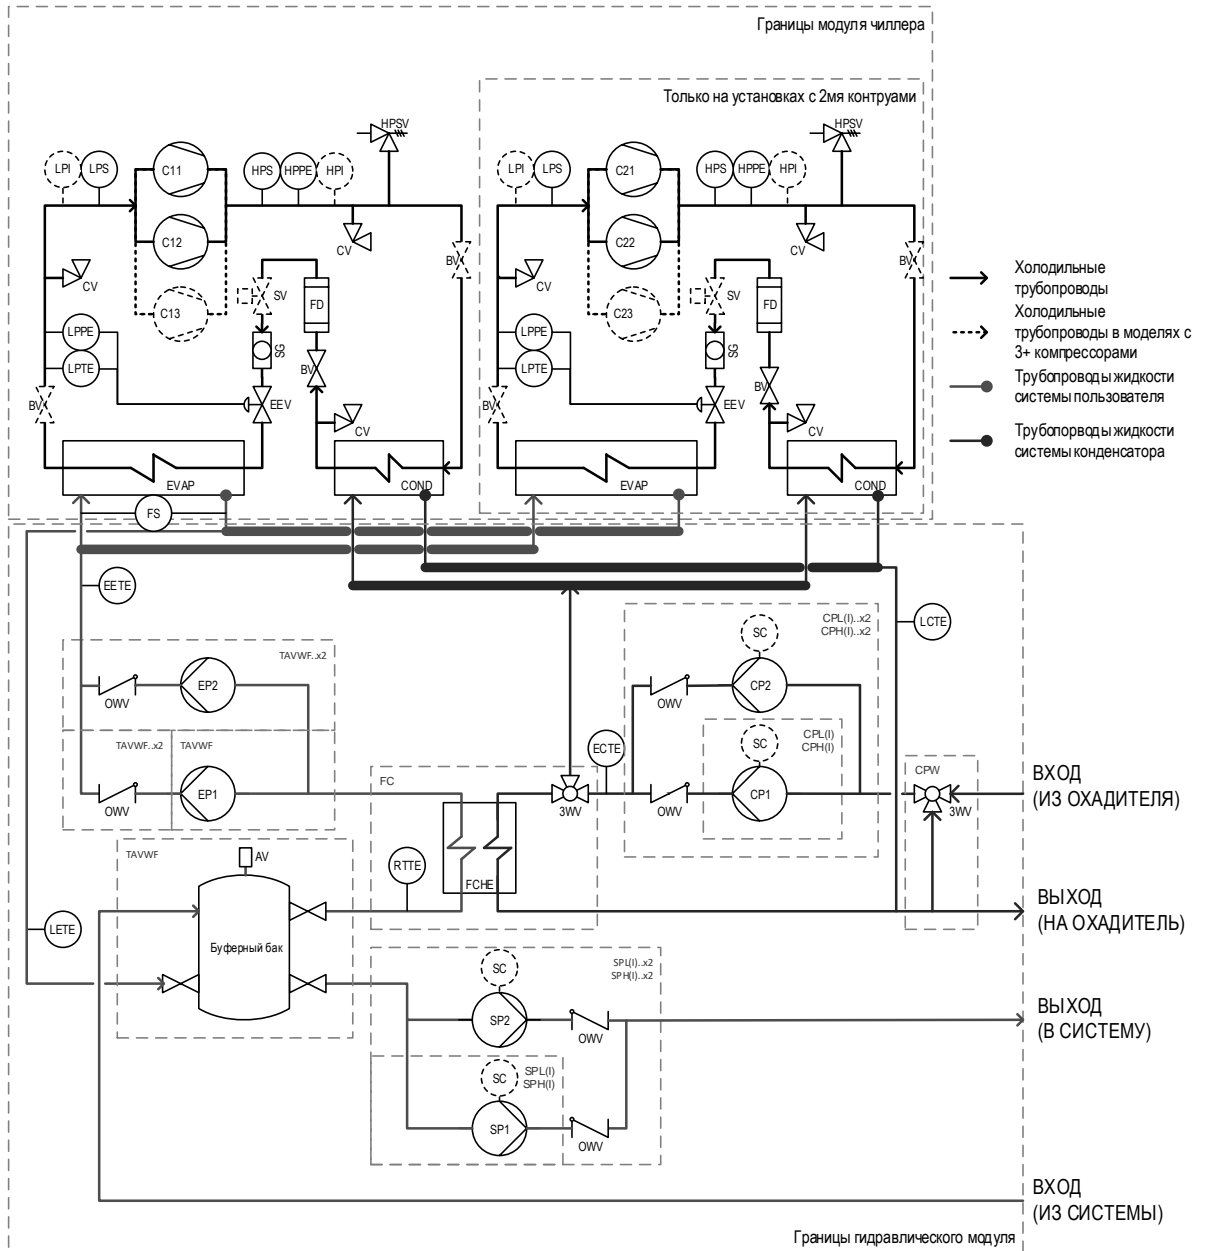 Границы модуля чиллера
Только на установках с 2мя контруами
HPSV
HPSV
LPI
LPS
C11
HPS
HPPE
HPI
LPI
LPS
C21
HPS
HPPE
HPI
C12
CV
BV
C22
CV
BV
CV
C13
SV
FD
CV
C23
SV
FD
LPPE
LPTE
SG
BV
LPPE
LPTE
SG
BV
BV
EEV
CV
BV
EEV
CV
EVAP
COND
EVAP
COND
FS
Холодильные
трубопроводы
Холодильные
трубопроводы в моделях с
3+ компрессорами
Трубопроводы жидкости
системы пользователя
Трубопорводы жидкости
системы конденсатора
EETE
LCTE
TAVWF..x2
EP2
OWV
TAVWF..x2
TAVWF
EP1
OWV
CPL(I)..x2
CPH(I)..x2
SC
CP2
OWV
SC
CPL(I)
CPH(I)
CP1
OWV
ECTE
FC
3WV
FCHE
RTTE
CPW
3WV
ВХОД
(ИЗ ОХАДИТЕЛЯ)
ВЫХОД
(НА ОХАДИТЕЛЬ)
TAVWF
AV
Буферный бак
LETE
SPL(I)..x2
SPH(I)..x2
SC
SP2
OWV
SPL(I)
SPH(I)
SC
SP1
OWV
ВЫХОД
(В СИСТЕМУ)
ВХОД
(ИЗ СИСТЕМЫ)
Границы гидравлического модуля